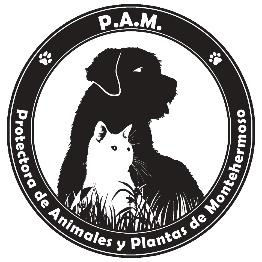 P.A.M.
Protectora de Animales y Plantas de Montehermoso